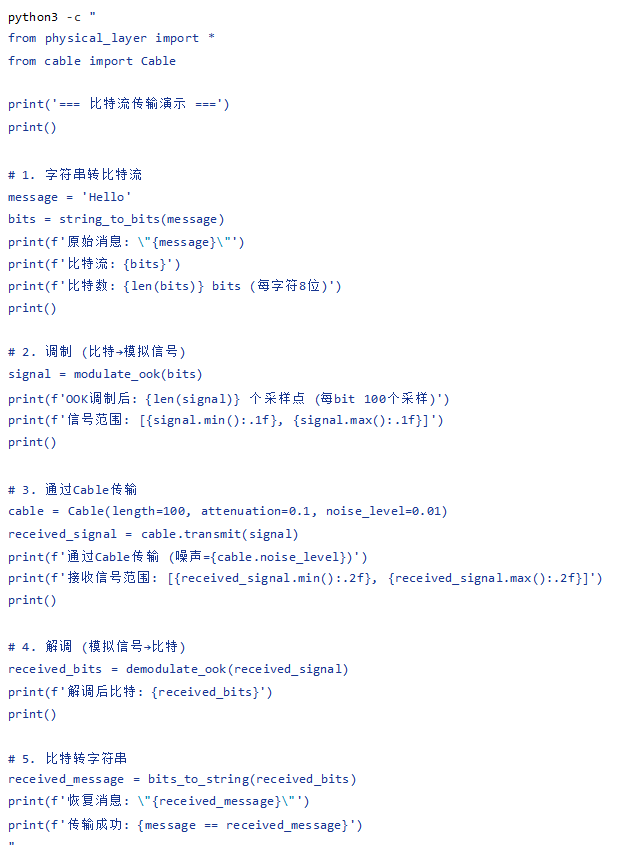 python3 -c "
from physical_layer import *
from cable import Cable

print('=== 比特流传输演示 ===')
print()

# 1. 字符串转比特流
message = 'Hello'
bits = string_to_bits(message)
print(f'原始消息: \"{message}\"')
print(f'比特流: {bits}')
print(f'比特数: {len(bits)} bits (每字符8位)')
print()

# 2. 调制 (比特→模拟信号)
signal = modulate_ook(bits)
print(f'OOK调制后: {len(signal)} 个采样点 (每bit 100个采样)')
print(f'信号范围: [{signal.min():.1f}, {signal.max():.1f}]')
print()

# 3. 通过Cable传输
cable = Cable(length=100, attenuation=0.1, noise_level=0.01)
received_signal = cable.transmit(signal)
print(f'通过Cable传输 (噪声={cable.noise_level})')
print(f'接收信号范围: [{received_signal.min():.2f}, {received_signal.max():.2f}]')
print()

# 4. 解调 (模拟信号→比特)
received_bits = demodulate_ook(received_signal)
print(f'解调后比特: {received_bits}')
print()

# 5. 比特转字符串
received_message = bits_to_string(received_bits)
print(f'恢复消息: \"{received_message}\"')
print(f'传输成功: {message == received_message}')
"